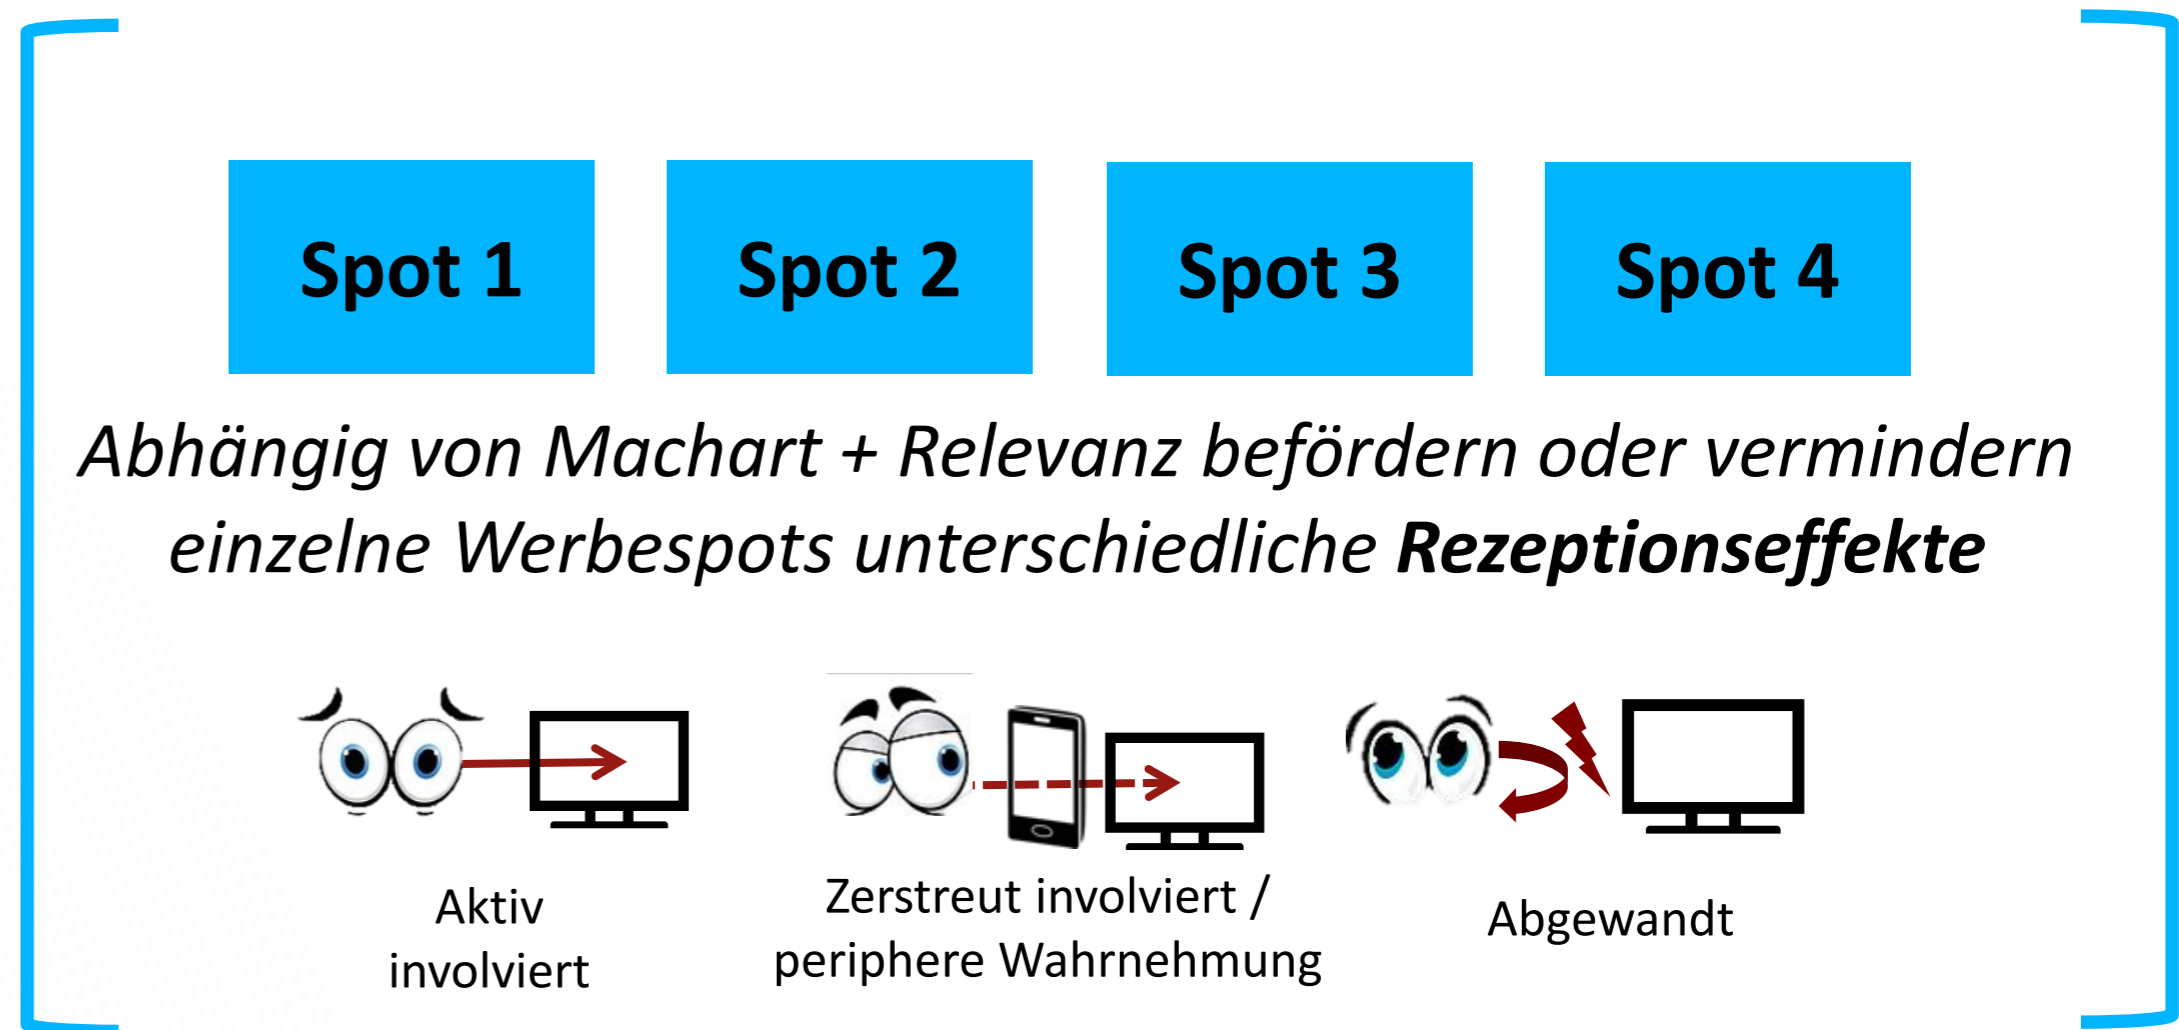 Spot 1
Spot 2
Spot 3
Spot 4
Abhängig von Machart + Relevanz befördern oder vermindern
einzelne Werbespots unterschiedliche Rezeptionseffekte
Aktiv
involviert
Zerstreut involviert /
periphere Wahrnehmung
Abgewandt